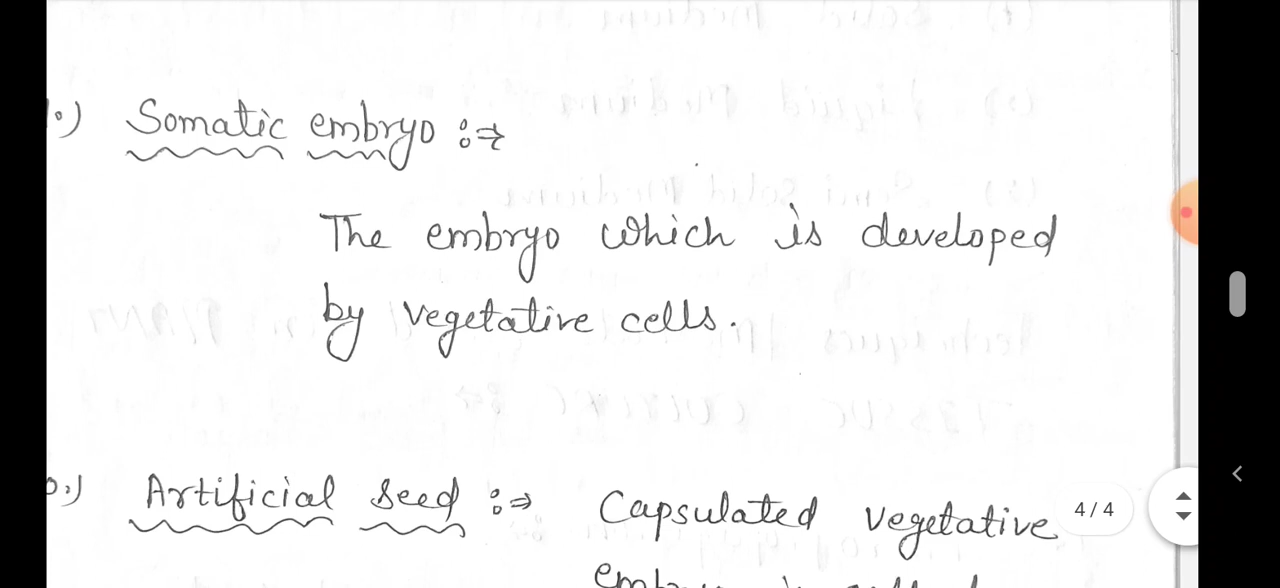 Somatic embryo :⇒
The embryo which is developed
by vegetative cells.
Artificial seed :⇒ Capsulated vegetative
4 / 4